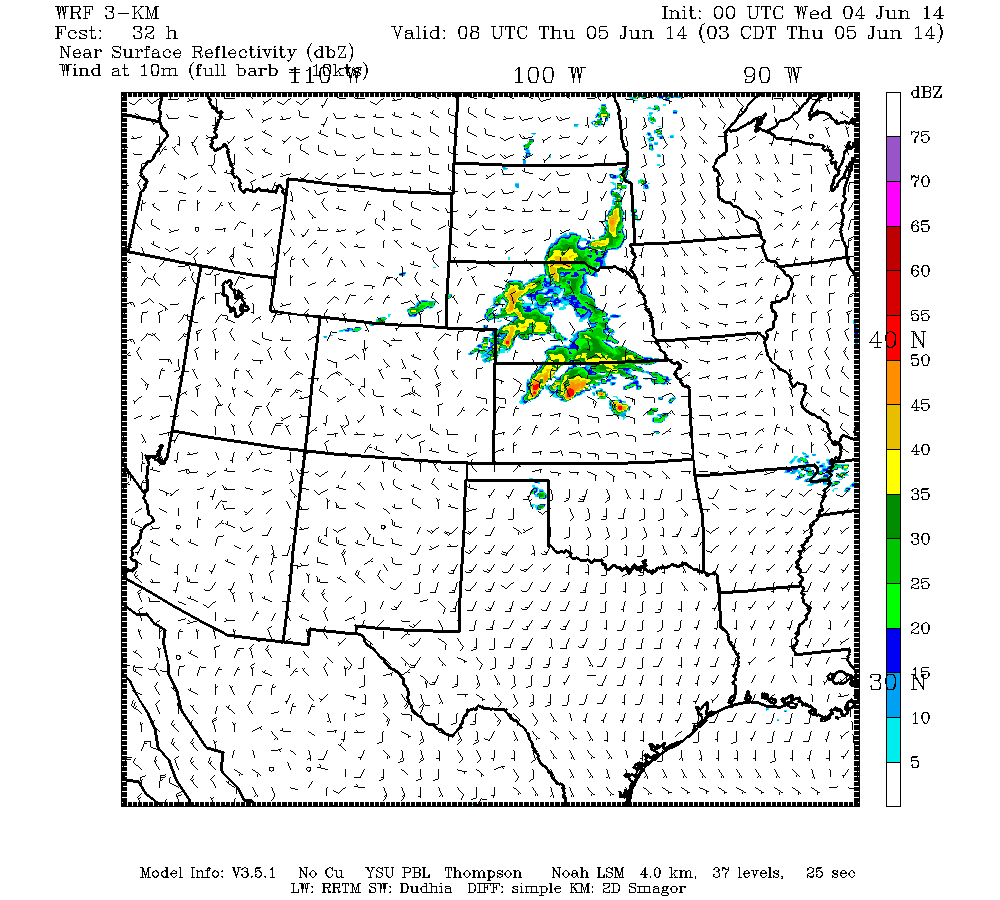 WRF 3-KM Init: 00 UTC Wed 04 Jun 14
Fcst: 32 h Valid: 08 UTC Thu 05 Jun 14 (03 CDT Thu 05 Jun 14)
Near Surface Reflectivity (dBZ)
Wind at 10m (full barb = 10kts)
110 W 100 W 90 W
dBZ
75
70
65
60
55
40 N
50
45
40
35
30
25
20
15
30 N
10
5
Model Info: V3.5.1 No Cu YSU PBL Thompson Noah LSM 4.0 km, 37 levels, 25 sec
LW: RRTM SW: Dudhia DIFF: simple KM: 2D Smagor